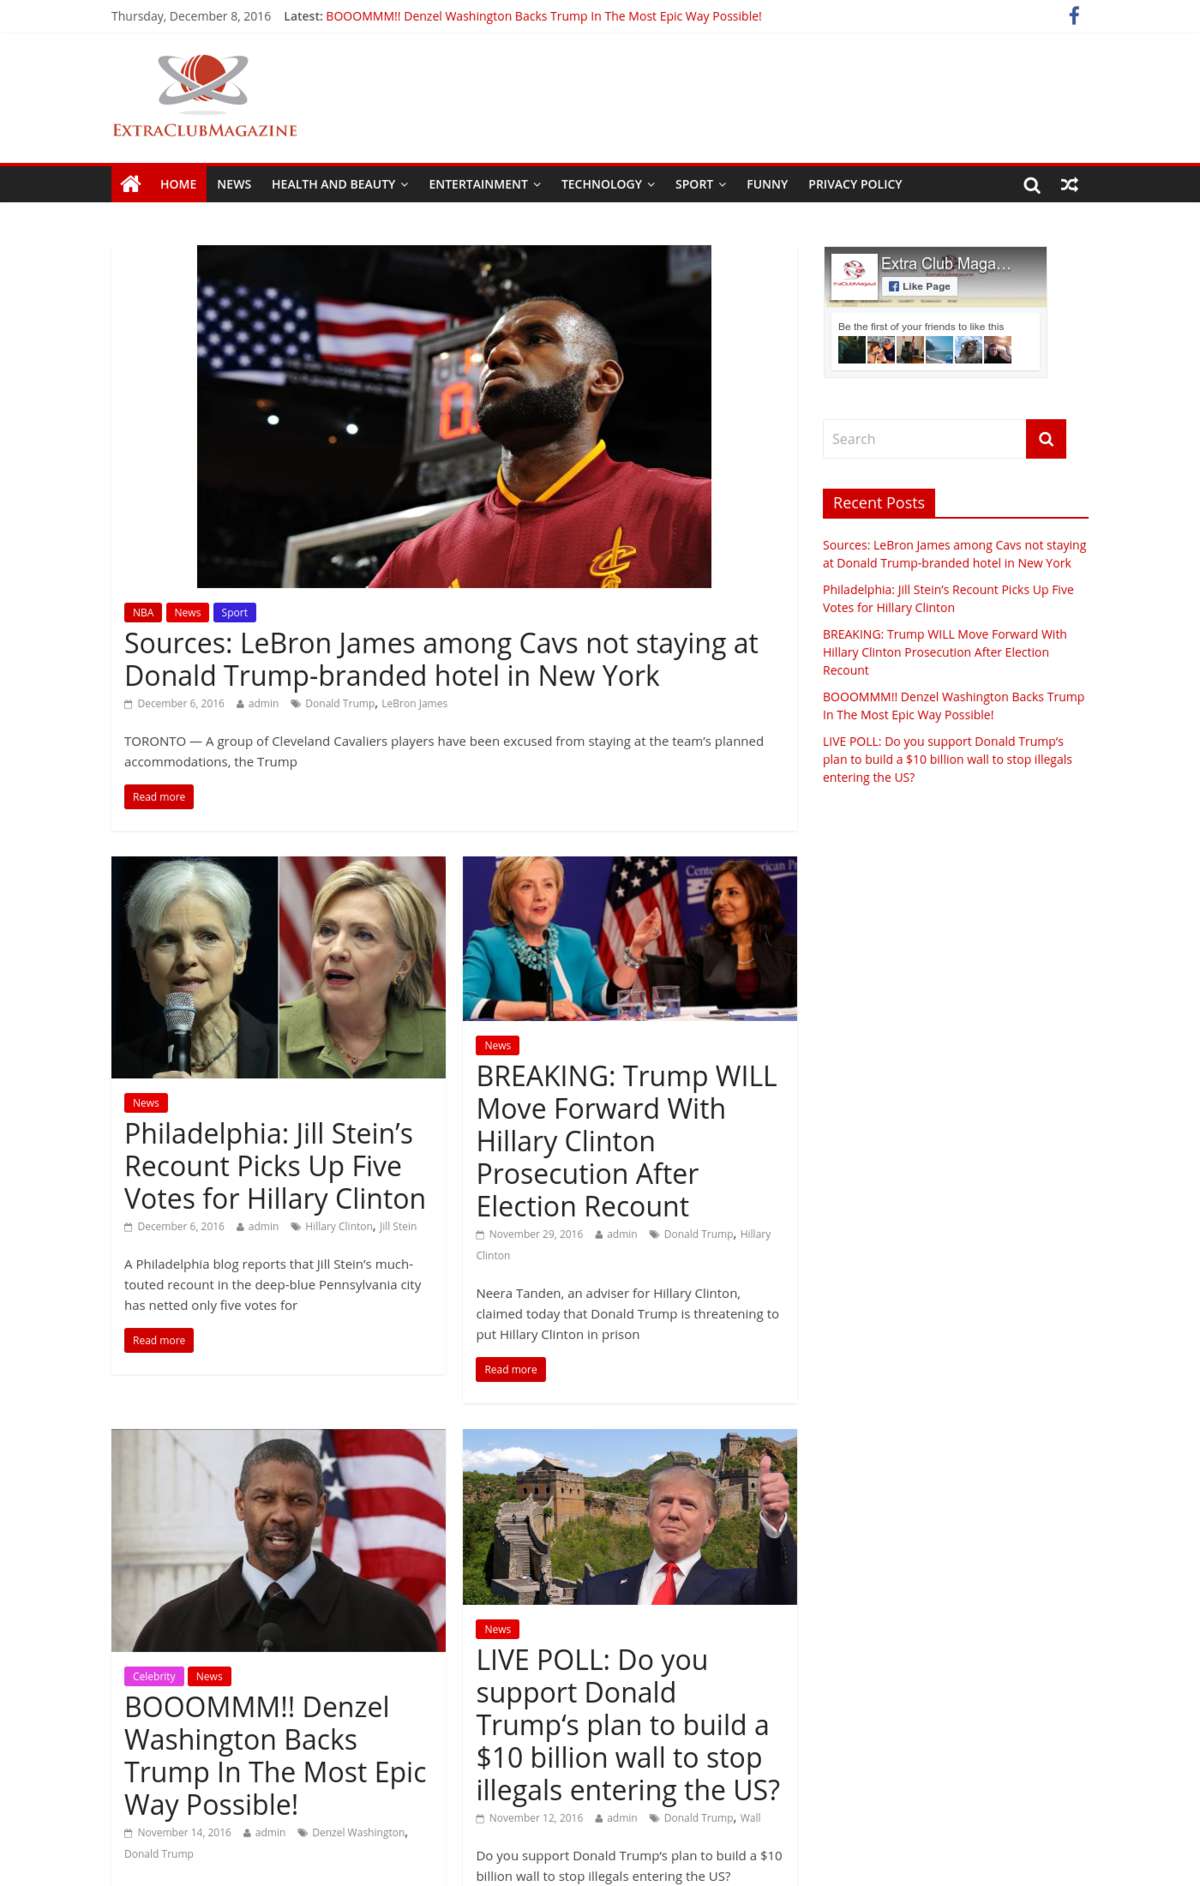 Thursday, December 8, 2016 Latest: BOOOMMM!! Denzel Washington Backs Trump In The Most Epic Way Possible!
EXTRACLUBMAGAZINE
HOME NEWS HEALTH AND BEAUTY ENTERTAINMENT TECHNOLOGY SPORT FUNNY PRIVACY POLICY
NBA News Sport
Sources: LeBron James among Cavs not staying at
Donald Trump-branded hotel in New York
December 6, 2016 admin Donald Trump, LeBron James
TORONTO — A group of Cleveland Cavaliers players have been excused from staying at the team’s planned
accommodations, the Trump
Read more
News
Philadelphia: Jill Stein’s
Recount Picks Up Five
Votes for Hillary Clinton
December 6, 2016 admin Hillary Clinton, Jill Stein
A Philadelphia blog reports that Jill Stein’s much-
touted recount in the deep-blue Pennsylvania city
has netted only five votes for
Read more
News
BREAKING: Trump WILL
Move Forward With
Hillary Clinton
Prosecution After
Election Recount
November 29, 2016 admin Donald Trump, Hillary
Clinton
Neera Tanden, an adviser for Hillary Clinton,
claimed today that Donald Trump is threatening to
put Hillary Clinton in prison
Read more
Celebrity News
BOOOMMM!! Denzel
Washington Backs
Trump In The Most Epic
Way Possible!
November 14, 2016 admin Denzel Washington,
Donald Trump
News
LIVE POLL: Do you
support Donald
Trump‘s plan to build a
$10 billion wall to stop
illegals entering the US?
November 12, 2016 admin Donald Trump, Wall
Do you support Donald Trump‘s plan to build a $10
billion wall to stop illegals entering the US?
Extra Club Maga...
Like Page
Be the first of your friends to like this
Search
Recent Posts
Sources: LeBron James among Cavs not staying
at Donald Trump-branded hotel in New York
Philadelphia: Jill Stein’s Recount Picks Up Five
Votes for Hillary Clinton
BREAKING: Trump WILL Move Forward With
Hillary Clinton Prosecution After Election
Recount
BOOOMMM!! Denzel Washington Backs Trump
In The Most Epic Way Possible!
LIVE POLL: Do you support Donald Trump‘s
plan to build a $10 billion wall to stop illegals
entering the US?